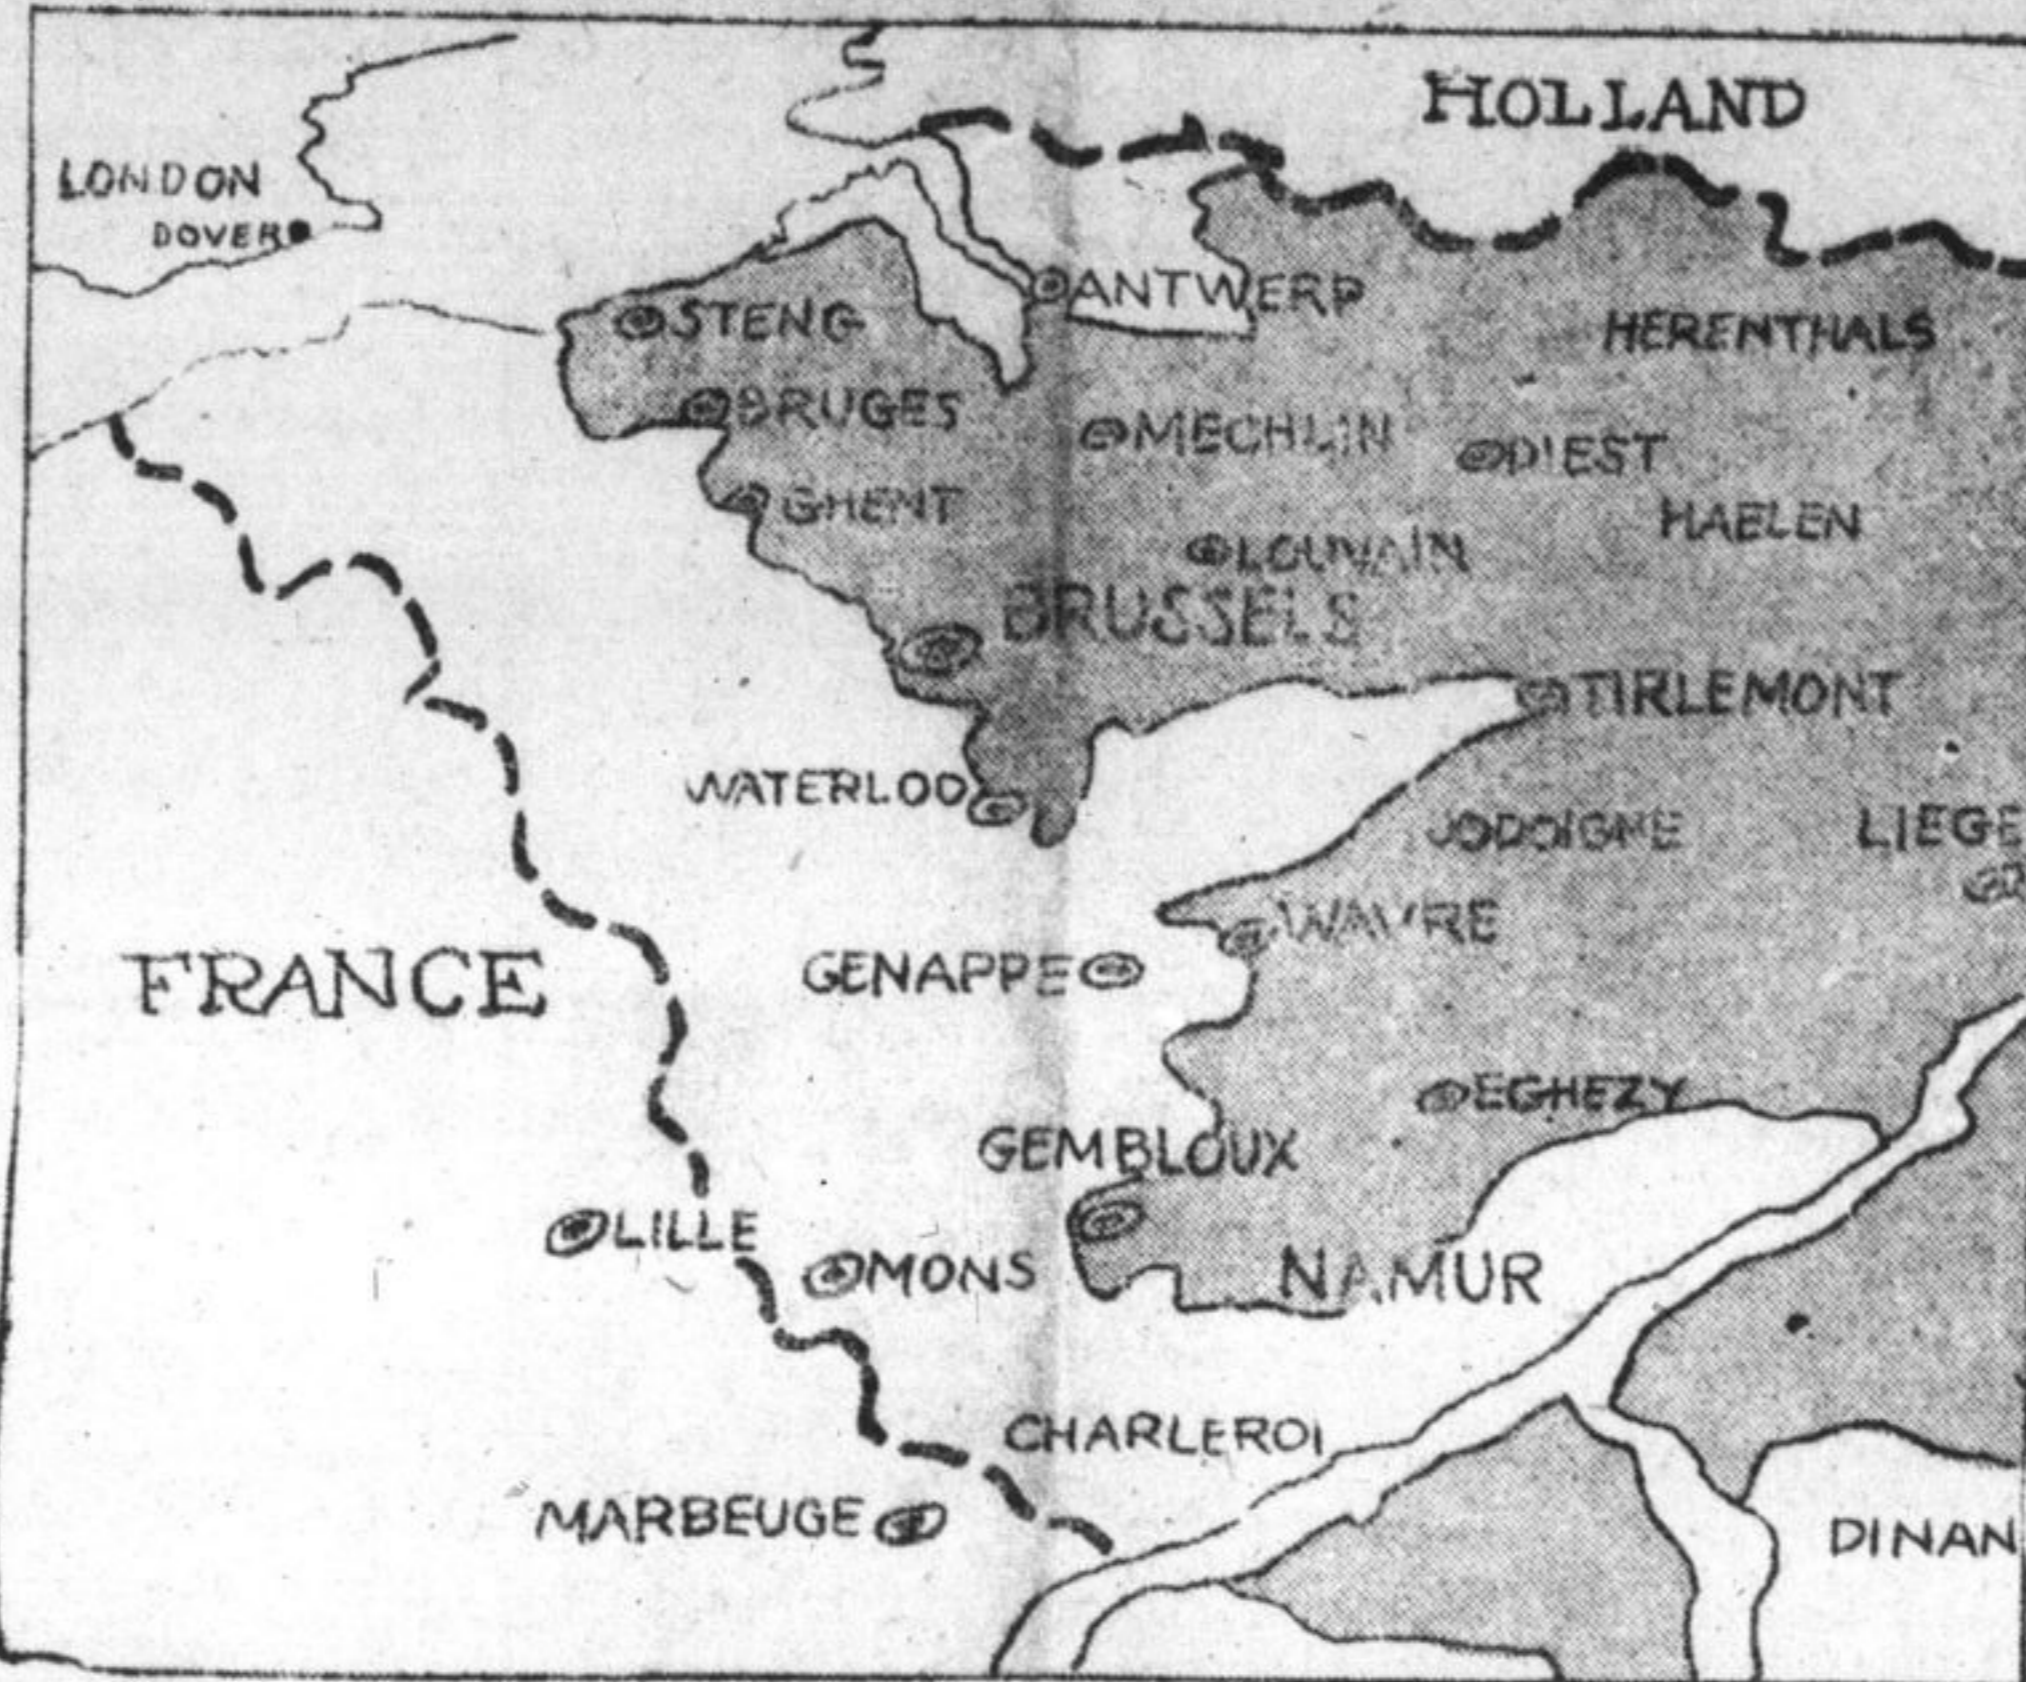 HOLLAND
LONDON
DOVER
ANTWERP
STENG
HERENTHALS
BRUGES
MECHLIN
DIEST
GHENT
HAELEN
LOUVAIN
BRUSSELS
TIRLEMONT
WATERLOO
JODOIGNE
LIEGE
WAVRE
FRANCE
GENAPPE
EGHEZY
GEMBLOUX
LILLE
MONS
NAMUR
CHARLEROI
MARBEUGE
DINAN